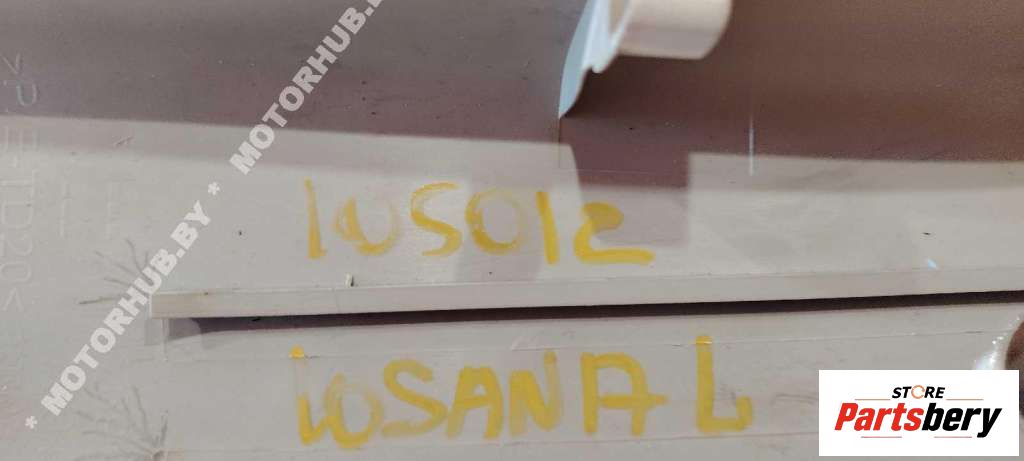 * MOTORHUB.BY * MOTORHUB.BY
10S012
10SANA L
STORE
Partsbery